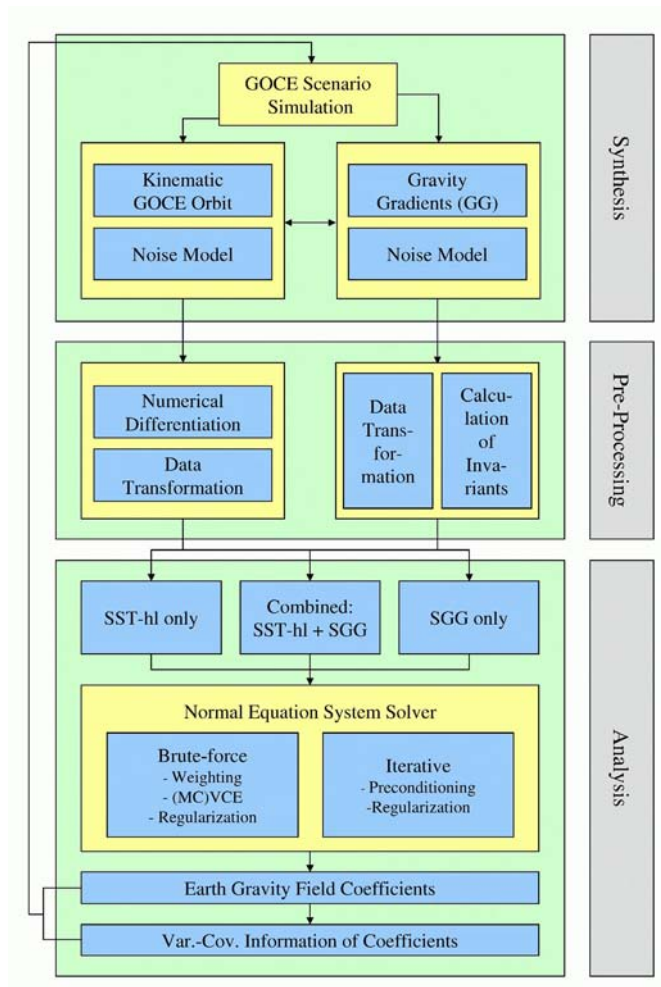 GOCE Scenario
Simulation
Synthesis
Kinematic
GOCE Orbit
Noise Model
Gravity
Gradients (GG)
Noise Model
Pre-Processing
Numerical
Differentiation
Data
Transformation
Data
Trans-
for-
mation
Calcu-
lation
of
Inva-
riants
Analysis
SST-hl only
Combined:
SST-hl + SGG
SGG only
Normal Equation System Solver
Brute-force
- Weighting
- (MC)VCE
- Regularization
Iterative
- Preconditioning
-Regularization
Earth Gravity Field Coefficients
Var.-Cov. Information of Coefficients